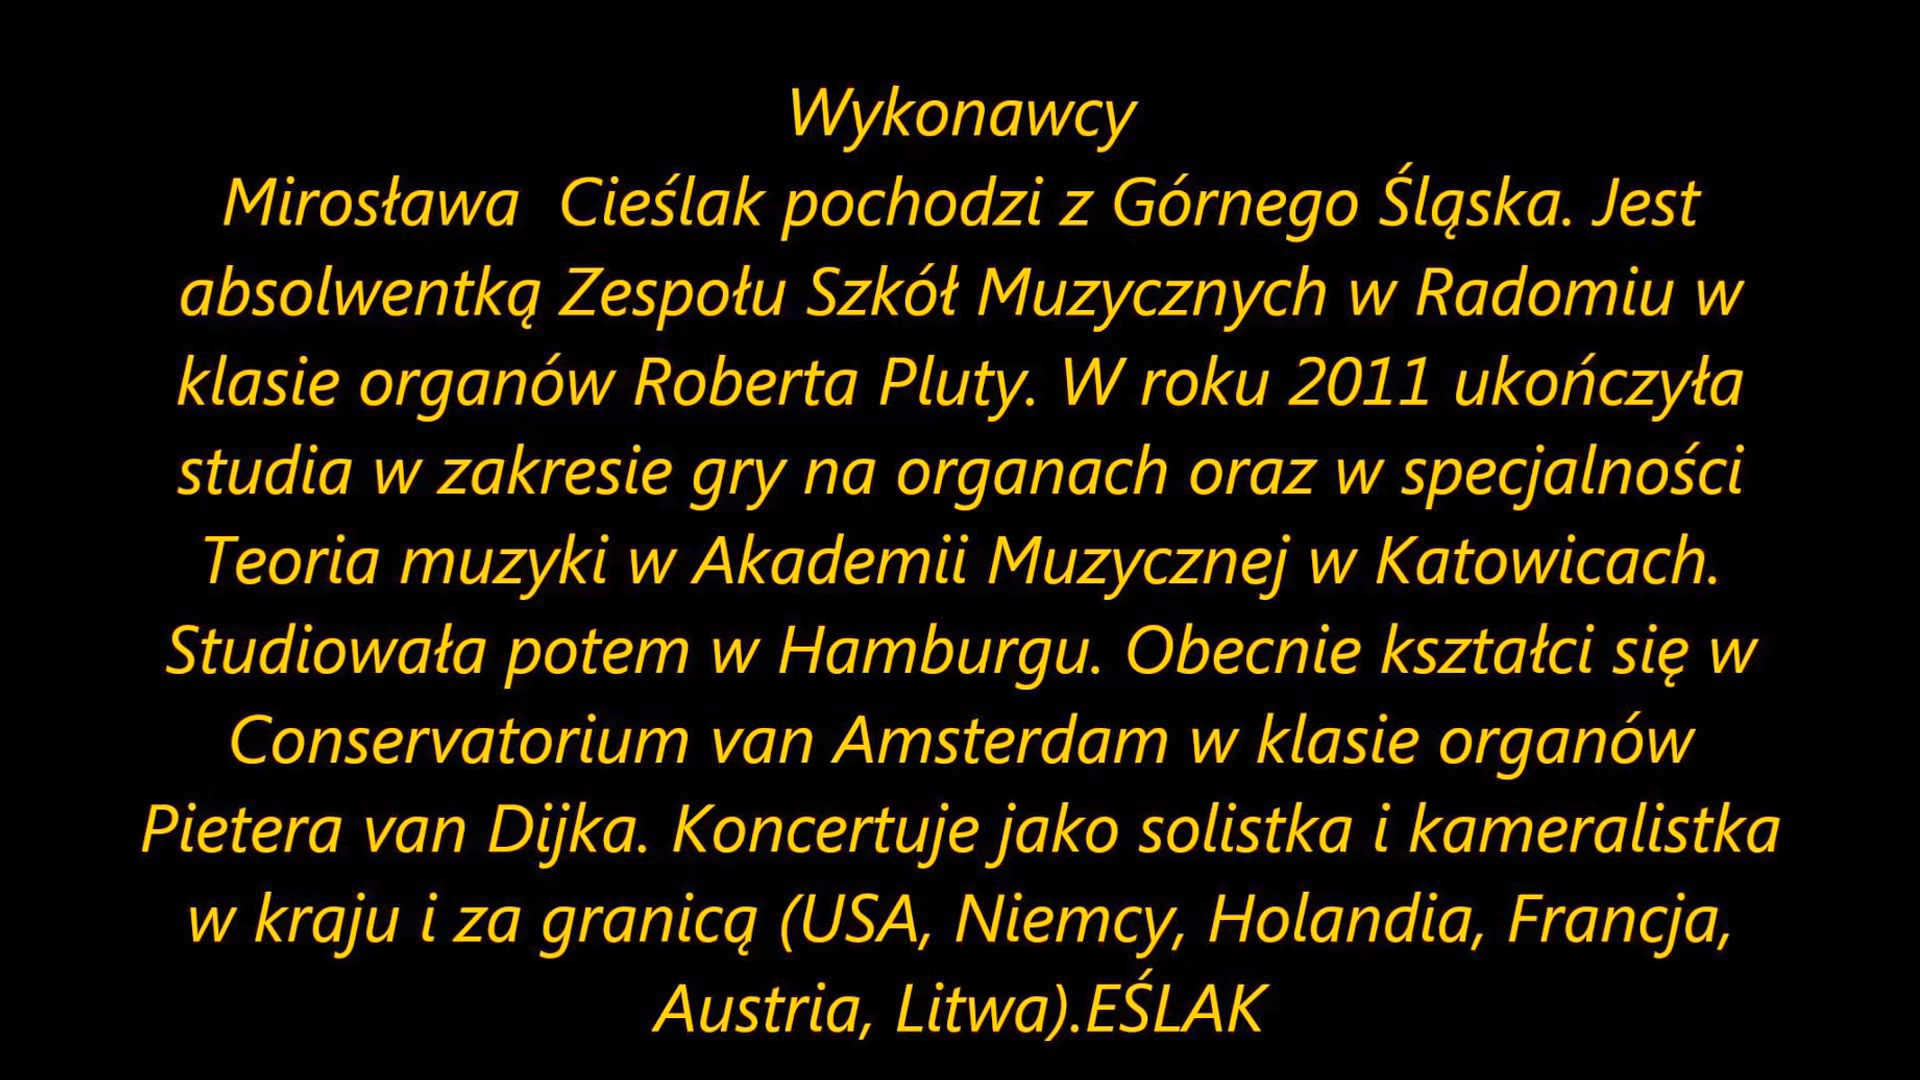 Wykonawcy
Mirosława  Cieślak pochodzi z Górnego Śląska. Jest
absolwentką Zespołu Szkół Muzycznych w Radomiu w
klasie organów Roberta Pluty. W roku 2011 ukończyła
studia w zakresie gry na organach oraz w specjalności
Teoria muzyki w Akademii Muzycznej w Katowicach.
Studiowała potem w Hamburgu. Obecnie kształci się w
Conservatorium van Amsterdam w klasie organów
Pietera van Dijka. Koncertuje jako solistka i kameralistka
w kraju i za granicą (USA, Niemcy, Holandia, Francja,
Austria, Litwa).EŚLAK